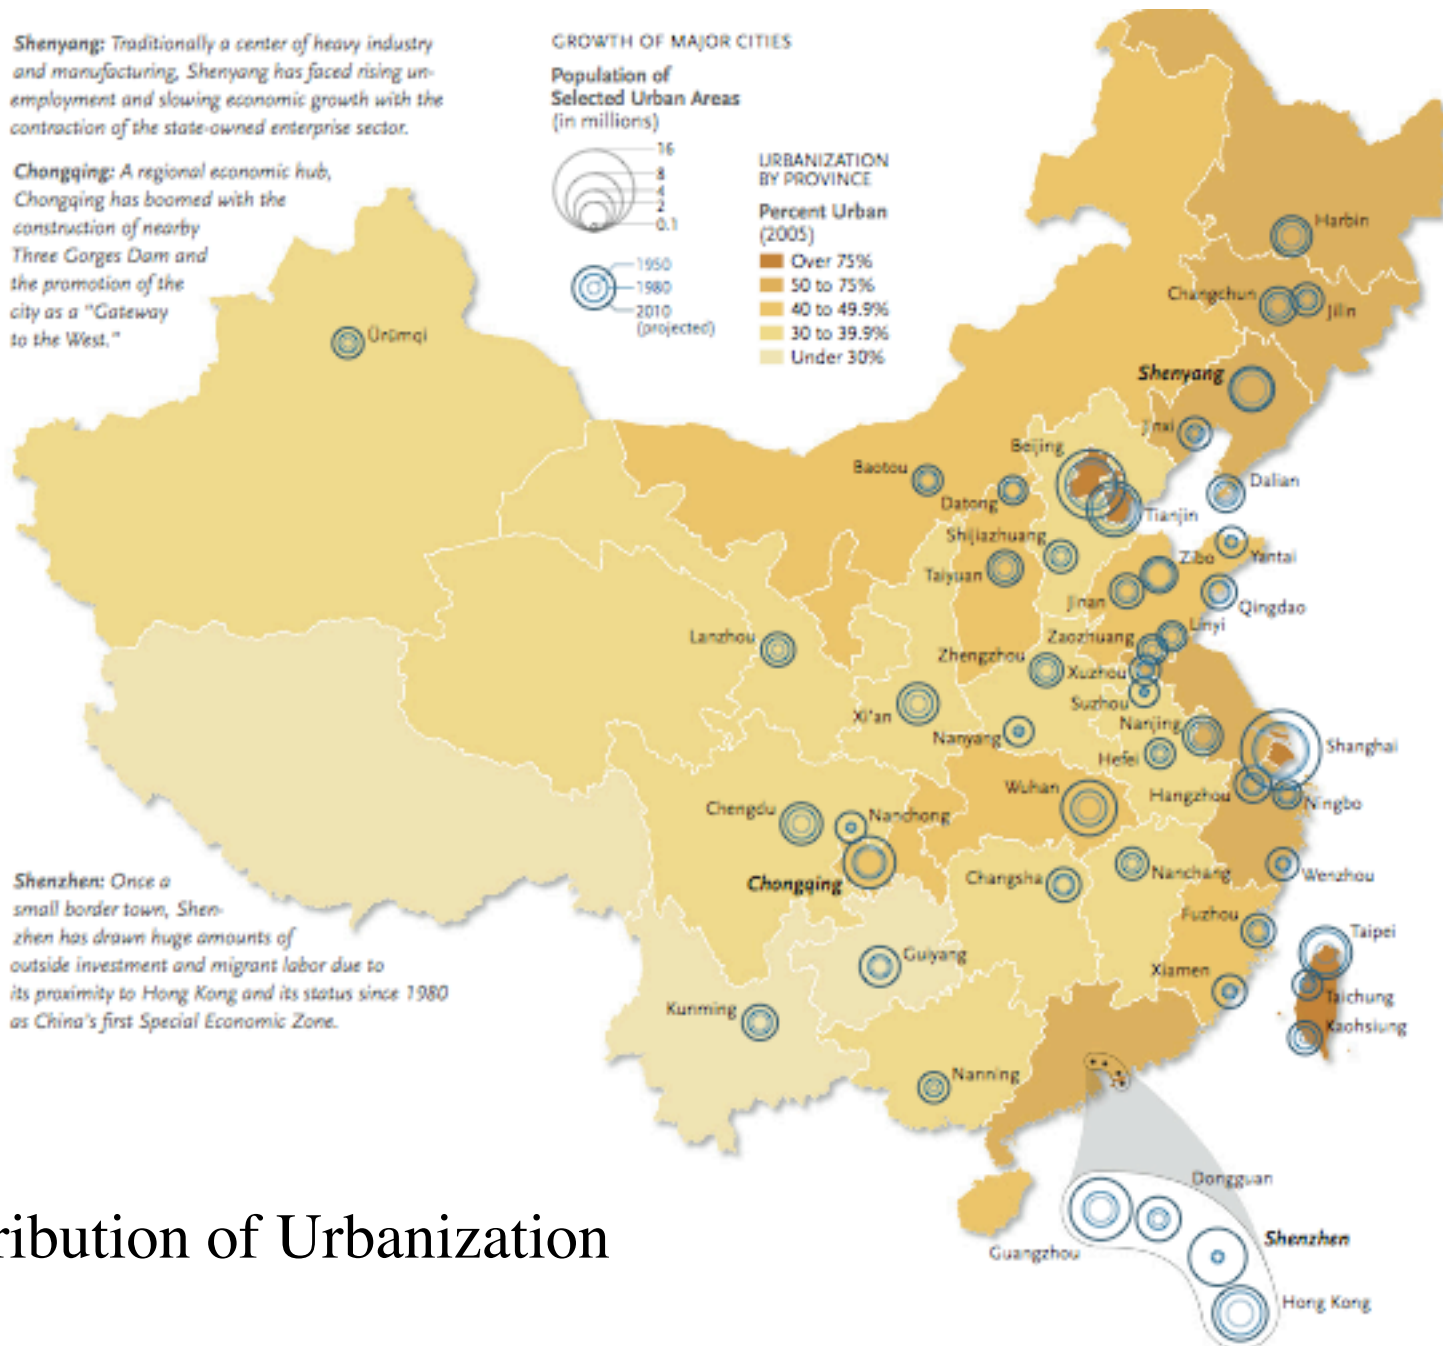 Shenyang: Traditionally a center of heavy industry
and manufacturing, Shenyang has faced rising un-
employment and slowing economic growth with the
contraction of the state-owned enterprise sector.
Chongqing: A regional economic hub,
Chongqing has boomed with the
construction of nearby
Three Gorges Dam and
the promotion of the
city as a "Gateway
to the West."
GROWTH OF MAJOR CITIES
Population of
Selected Urban Areas
(in millions)
16
8
4
2
0.1
1950
1980
2010
(projected)
URBANIZATION
BY PROVINCE
Percent Urban
(2005)
Over 75%
50 to 75%
40 to 49.9%
30 to 39.9%
Under 30%
Harbin
Changchun
Jilin
Ürümqi
Shenyang
Jinxi
Beijing
Baotou
Dalian
Datong
Tianjin
Shijiazhuang
Zibo
Yantai
Taiyuan
Jinan
Qingdao
Linyi
Lanzhou
Zaozhuang
Zhengzhou
Xuzhou
Suzhou
Xi'an
Nanjing
Nanyang
Shanghai
Hefei
Wuhan
Hangzhou
Ningbo
Chengdu
Nanchong
Chongqing
Changsha
Nanchang
Wenzhou
Fuzhou
Taipei
Guiyang
Xiamen
Taichung
Kunming
Kaohsiung
Nanning
Shenzhen: Once a
small border town, Shen-
zhen has drawn huge amounts of
outside investment and migrant labor due to
its proximity to Hong Kong and its status since 1980
as China's first Special Economic Zone.
Dongguan
Guangzhou
Shenzhen
Hong Kong
ribution of Urbanization